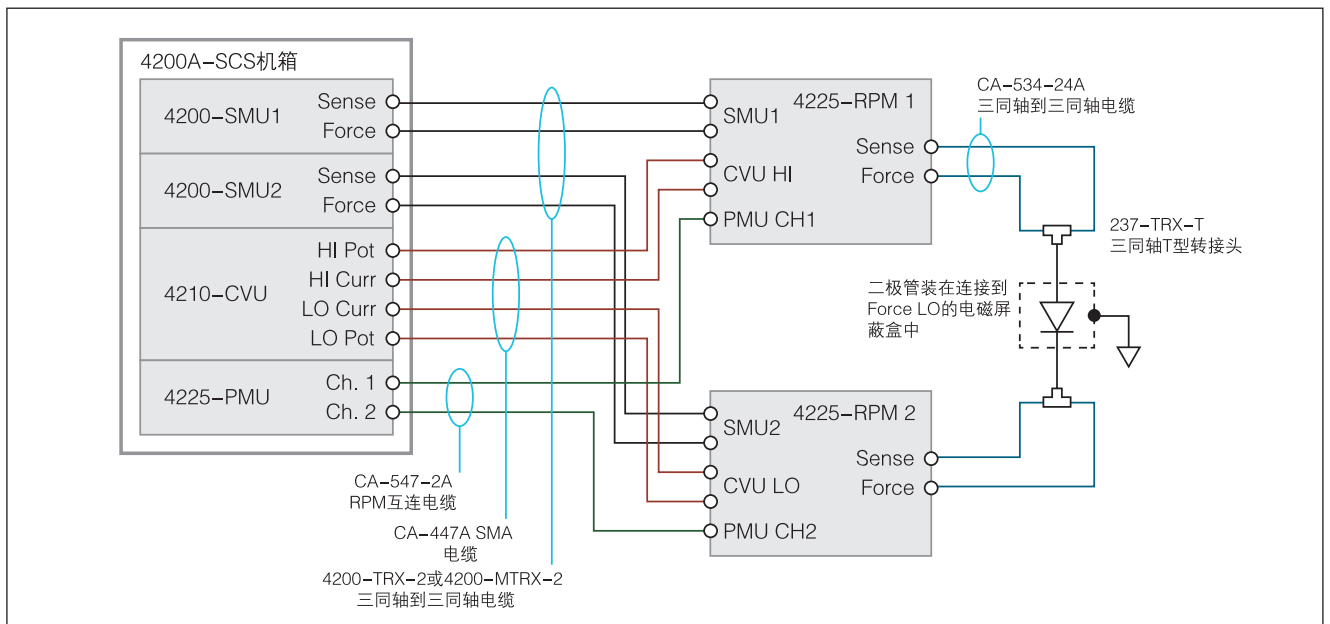 4200A-SCS机箱
4200-SMU1
Sense
Force
4200-SMU2
Sense
Force
4210-CVU
HI Pot
HI Curr
LO Curr
LO Pot
4225-PMU
Ch. 1
Ch. 2
4225-RPM 1
SMU1
CVU HI
PMU CH1
Sense
Force
CA-534-24A
三同轴到三同轴电缆
237-TRX-T
三同轴T型转接头
二极管装在连接到
Force LO的电磁屏
蔽盒中
4225-RPM 2
SMU2
CVU LO
PMU CH2
Sense
Force
CA-547-2A
RPM互连电缆
CA-447A SMA
电缆
4200-TRX-2或4200-MTRX-2
三同轴到三同轴电缆